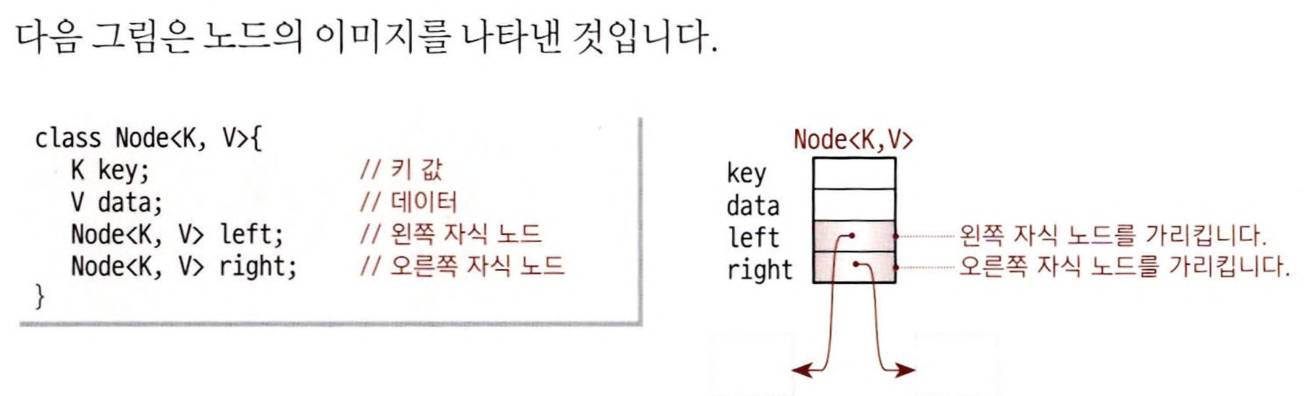 다음 그림은 노드의 이미지를 나타낸 것입니다.
class Node<K, V>{
K key; // 키 값
V data; // 데이터
Node<K, V> left; // 왼쪽 자식 노드
Node<K, V> right; // 오른쪽 자식 노드
}
Node<K,V>
key
data
left 왼쪽 자식 노드를 가리킵니다.
right 오른쪽 자식 노드를 가리킵니다.